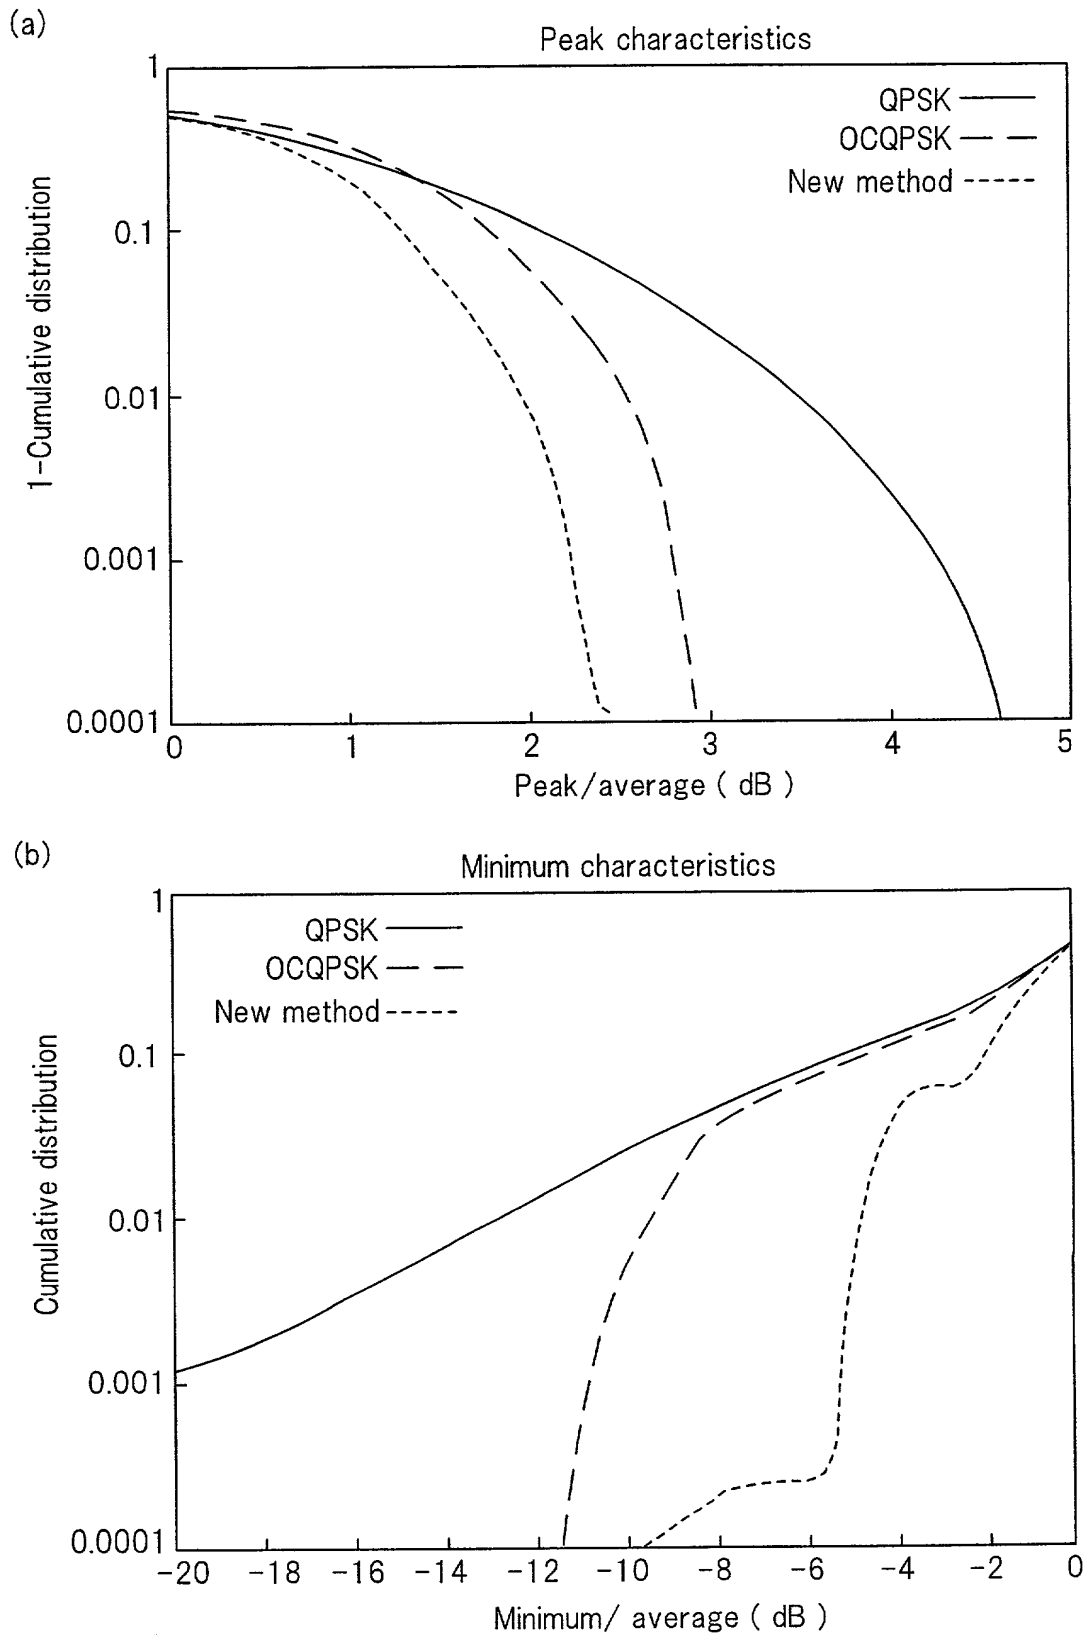 (a)
Peak characteristics
1
QPSK
OCQPSK
New method
0.1
0.01
0.001
0.0001
1-Cumulative distribution
0 1 2 3 4 5
Peak/average ( dB )
(b)
Minimum characteristics
1
QPSK
OCQPSK
New method
0.1
0.01
0.001
0.0001
Cumulative distribution
-20 -18 -16 -14 -12 -10 -8 -6 -4 -2 0
Minimum/ average ( dB )